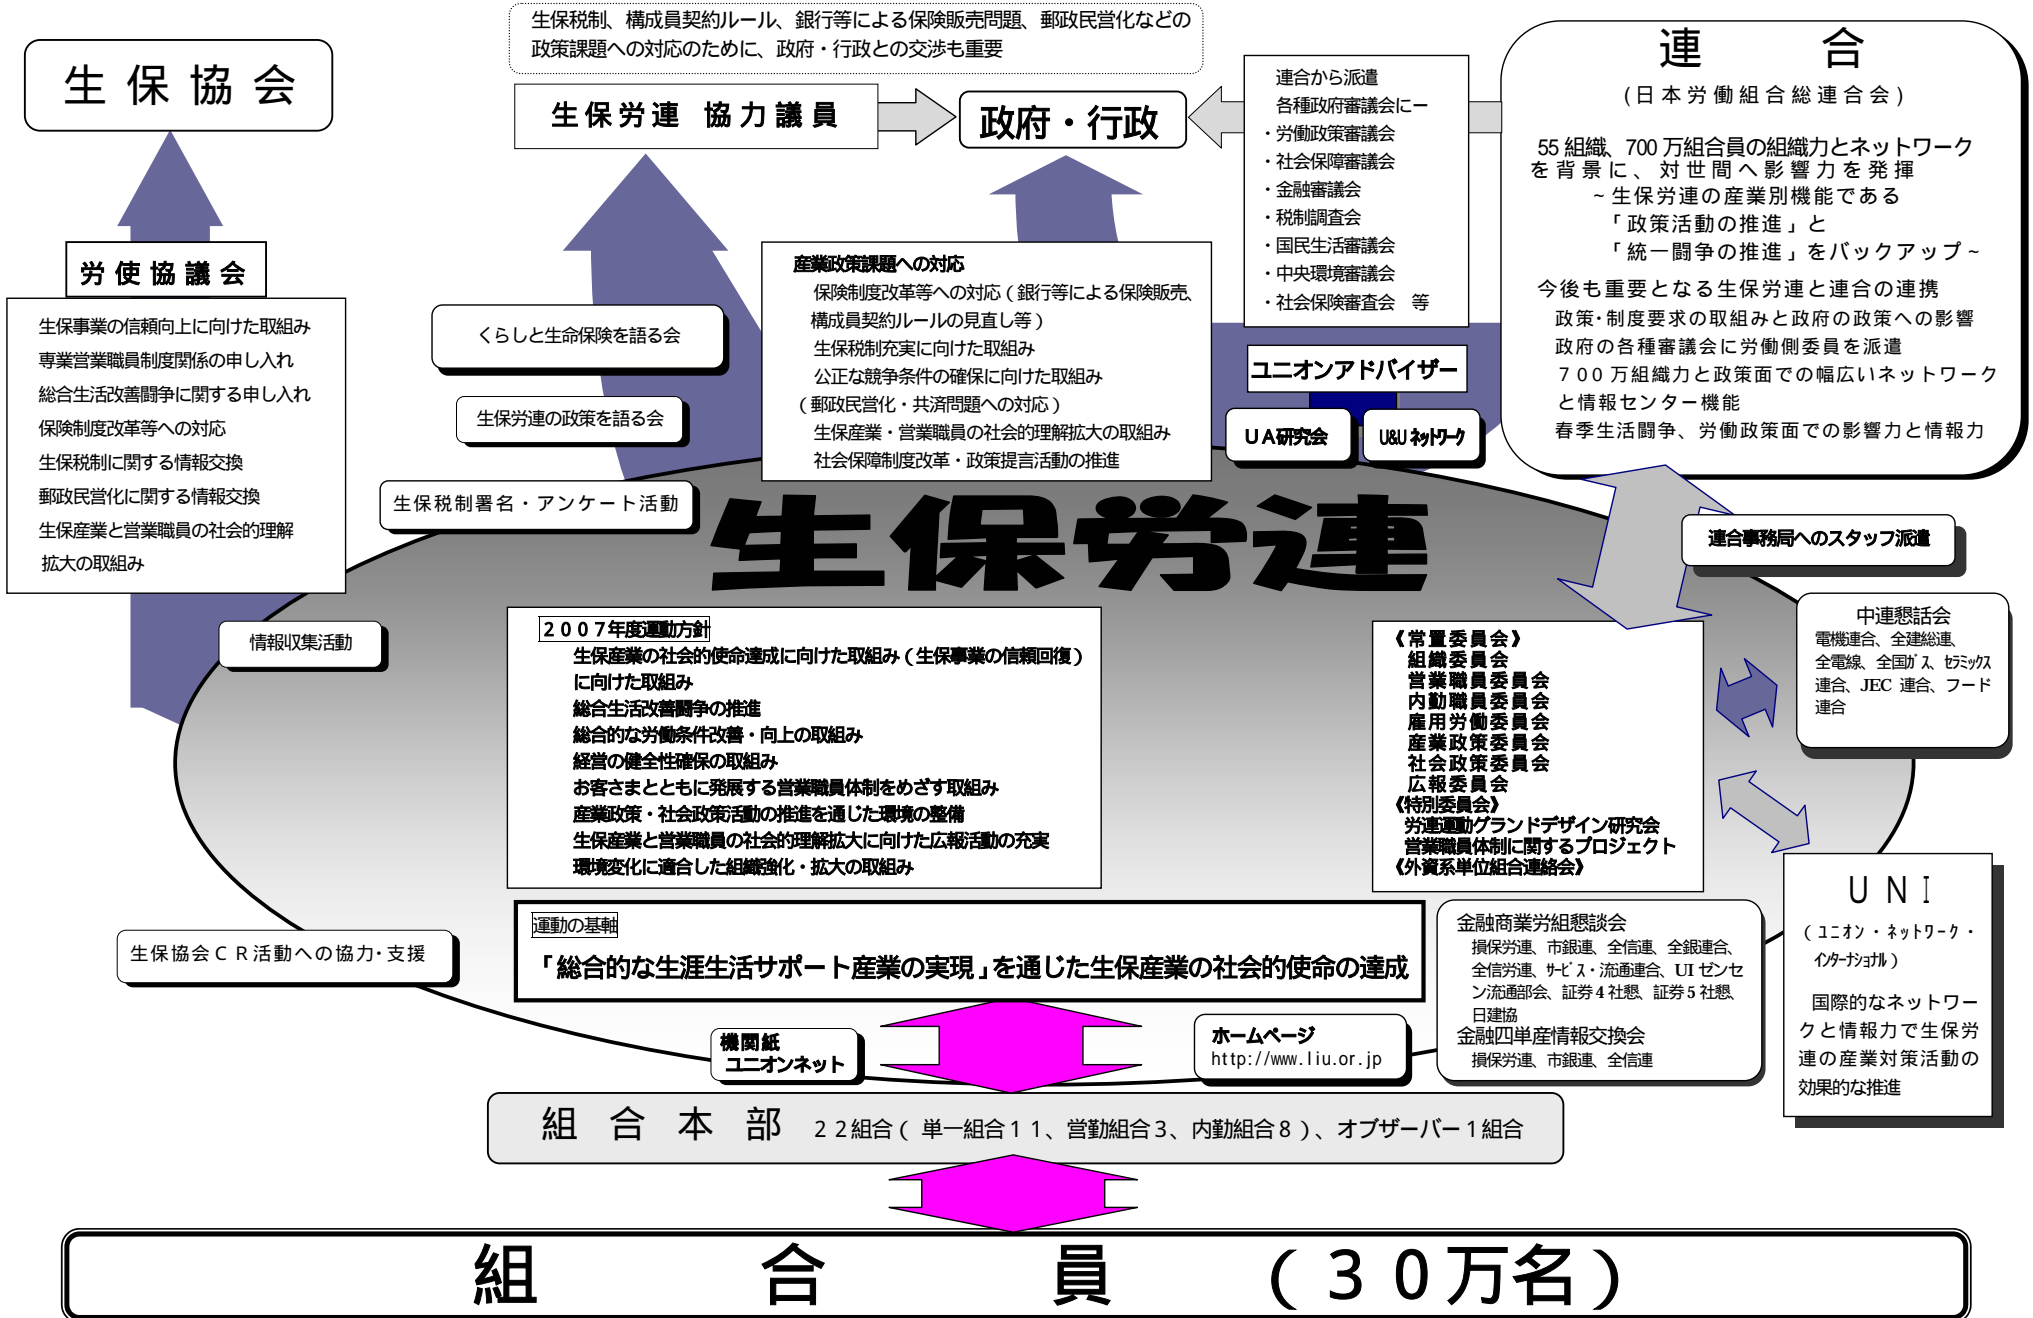 生保税制、構成員契約ルール、銀行等による保険販売問題、郵政民営化などの
政策課題への対応のために、政府・行政との交渉も重要
生保協会
生保労連 協力議員
政府・行政
連合から派遣
各種政府審議会にー
・労働政策審議会
・社会保障審議会
・金融審議会
・税制調査会
・国民生活審議会
・中央環境審議会
・社会保険審査会 等
連 合
(日本労働組合総連合会)
55組織、700万組合員の組織力とネットワーク
を背景に、対世間へ影響力を発揮
~生保労連の産業別機能である
「政策活動の推進」と
「統一闘争の推進」をバックアップ~
今後も重要となる生保労連と連合の連携
政策・制度要求の取組みと政府の政策への影響
政府の各種審議会に労働側委員を派遣
700万組織力と政策面での幅広いネットワーク
と情報センター機能
春季生活闘争、労働政策面での影響力と情報力
労使協議会
生保事業の信頼向上に向けた取組み
専業営業職員制度関係の申し入れ
総合生活改善闘争に関する申し入れ
保険制度改革等への対応
生保税制に関する情報交換
郵政民営化に関する情報交換
生保産業と営業職員の社会的理解
拡大の取組み
くらしと生命保険を語る会
生保労連の政策を語る会
生保税制署名・アンケート活動
産業政策課題への対応
保険制度改革等への対応(銀行等による保険販売、
構成員契約ルールの見直し等)
生保税制充実に向けた取組み
公正な競争条件の確保に向けた取組み
(郵政民営化・共済問題への対応)
生保産業・営業職員の社会的理解拡大の取組み
社会保障制度改革・政策提言活動の推進
ユニオンアドバイザー
UA研究会
U&Uネットワーク
生保労連
連合事務局へのスタッフ派遣
情報収集活動
2007年度運動方針
生保産業の社会的使命達成に向けた取組み(生保事業の信頼回復)
に向けた取組み
総合生活改善闘争の推進
総合的な労働条件改善・向上の取組み
経営の健全性確保の取組み
お客さまとともに発展する営業職員体制をめざす取組み
産業政策・社会政策活動の推進を通じた環境の整備
生保産業と営業職員の社会的理解拡大に向けた広報活動の充実
環境変化に適合した組織強化・拡大の取組み
《常置委員会》
組織委員会
営業職員委員会
内勤職員委員会
雇用労働委員会
産業政策委員会
社会政策委員会
広報委員会
《特別委員会》
労連運動グランドデザイン研究会
営業職員体制に関するプロジェクト
《外資系単位組合連絡会》
中連懇話会
電機連合、全建総連、
全電線、全国ガス、セラミックス
連合、JEC 連合、フード
連合
UNI
(ユニオン・ネットワーク・
インターナショナル)
国際的なネットワー
クと情報力で生保労
連の産業対策活動の
効果的な推進
生保協会CR活動への協力・支援
運動の基軸
「総合的な生涯生活サポート産業の実現」を通じた生保産業の社会的使命の達成
金融商業労組懇談会
損保労連、市銀連、全信連、全銀連合、
全信労連、サービス・流通連合、UIゼンセ
ン流通部会、証券4社懇、証券5社懇、
日建協
金融四単産情報交換会
損保労連、市銀連、全信連
機関紙
ユニオンネット
ホームページ
http://www.liu.or.jp
組合本部 22組合(単一組合11、営勤組合3、内勤組合8)、オブザーバー1組合
組合員(30万名)